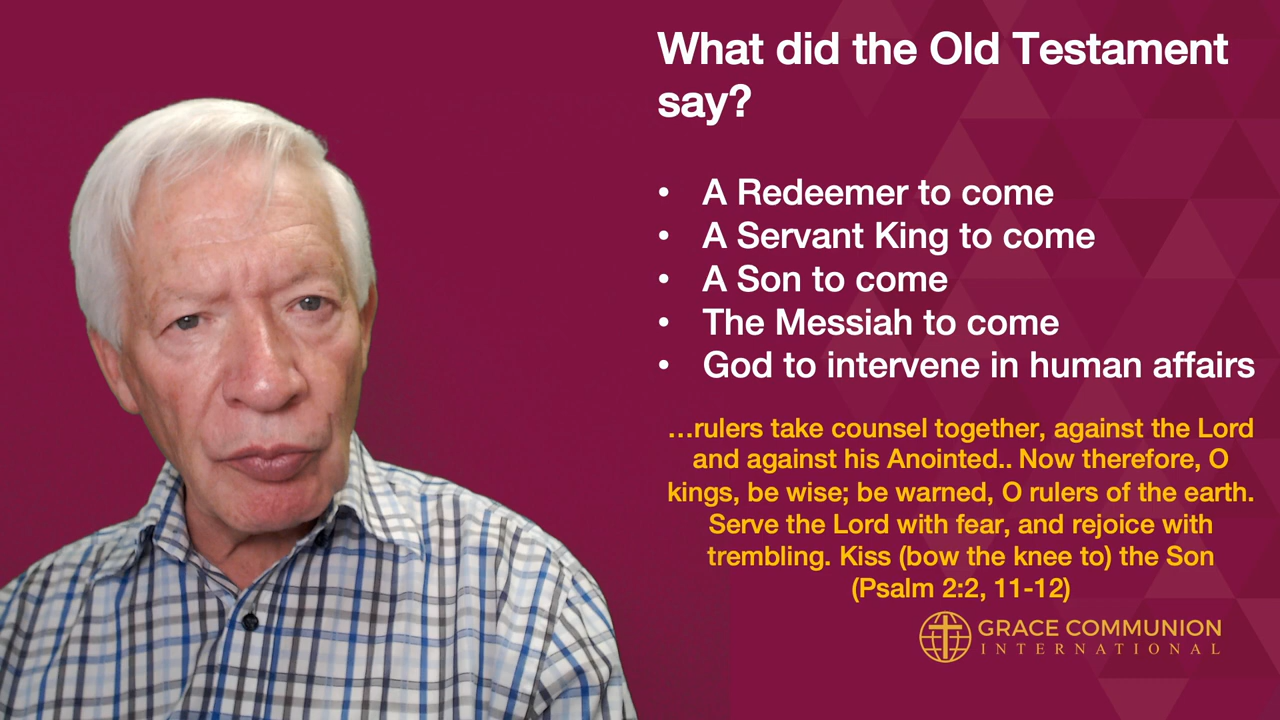 What did the Old Testament
say?
• A Redeemer to come
• A Servant King to come
• A Son to come
• The Messiah to come
• God to intervene in human affairs
…rulers take counsel together, against the Lord
and against his Anointed.. Now therefore, O
kings, be wise; be warned, O rulers of the earth.
Serve the Lord with fear, and rejoice with
trembling. Kiss (bow the knee to) the Son
(Psalm 2:2, 11-12)
GRACE COMMUNION
INTERNATIONAL